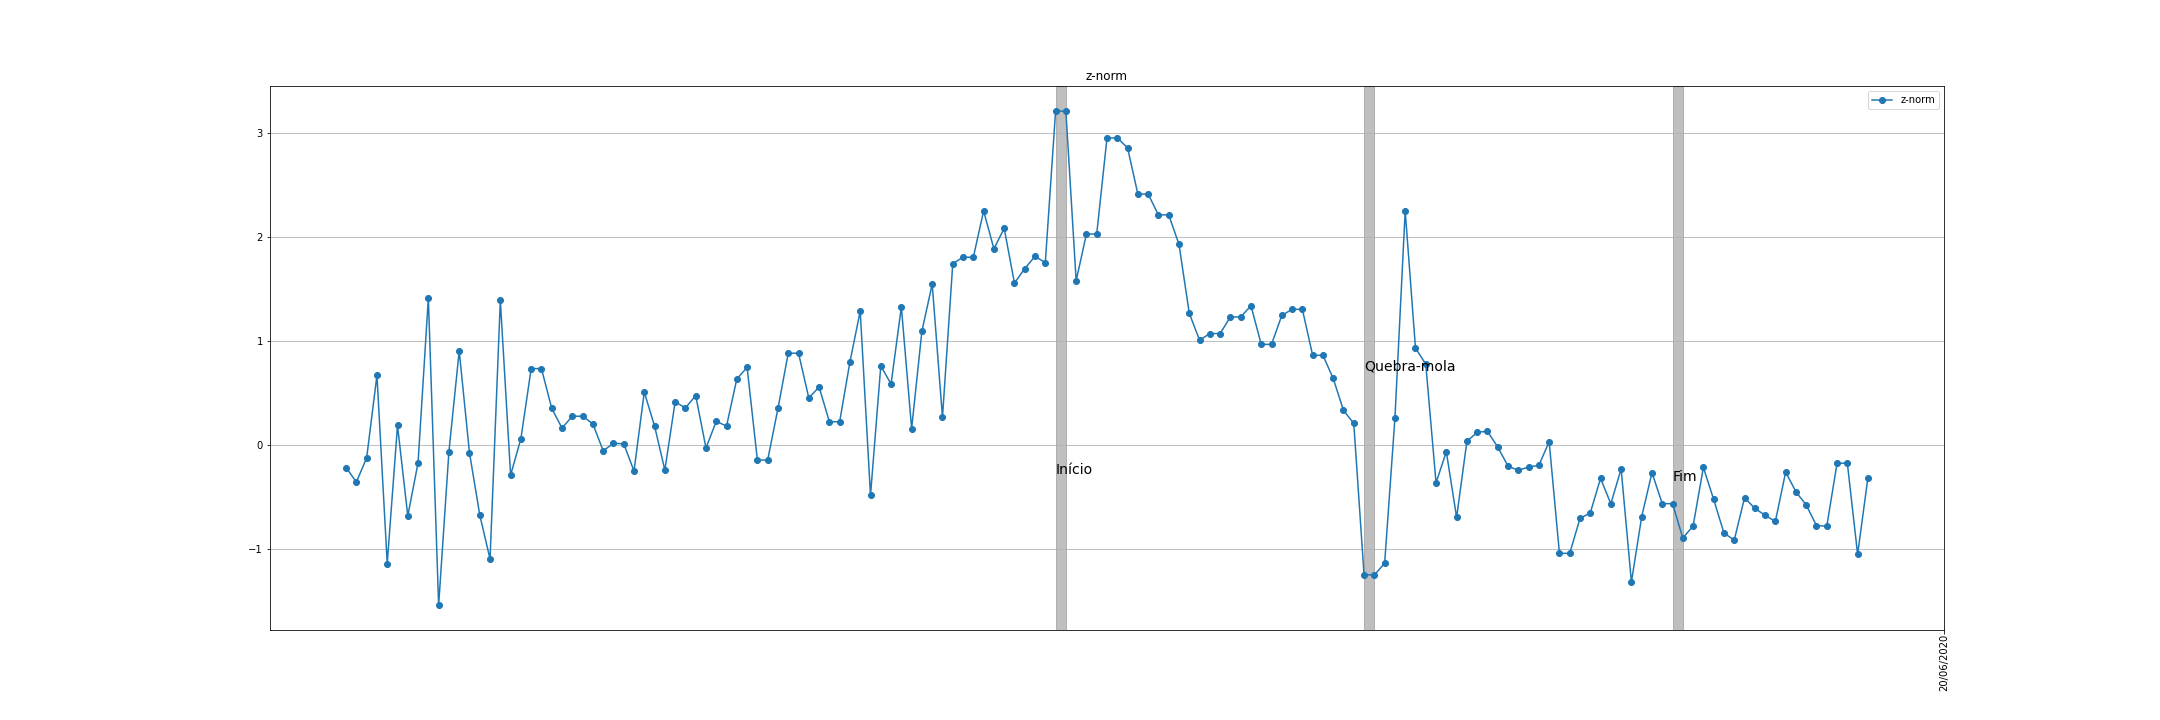 z-norm
z-norm
3
2
1
Quebra-mola
0
Início
Fim
−1
20/06/2020